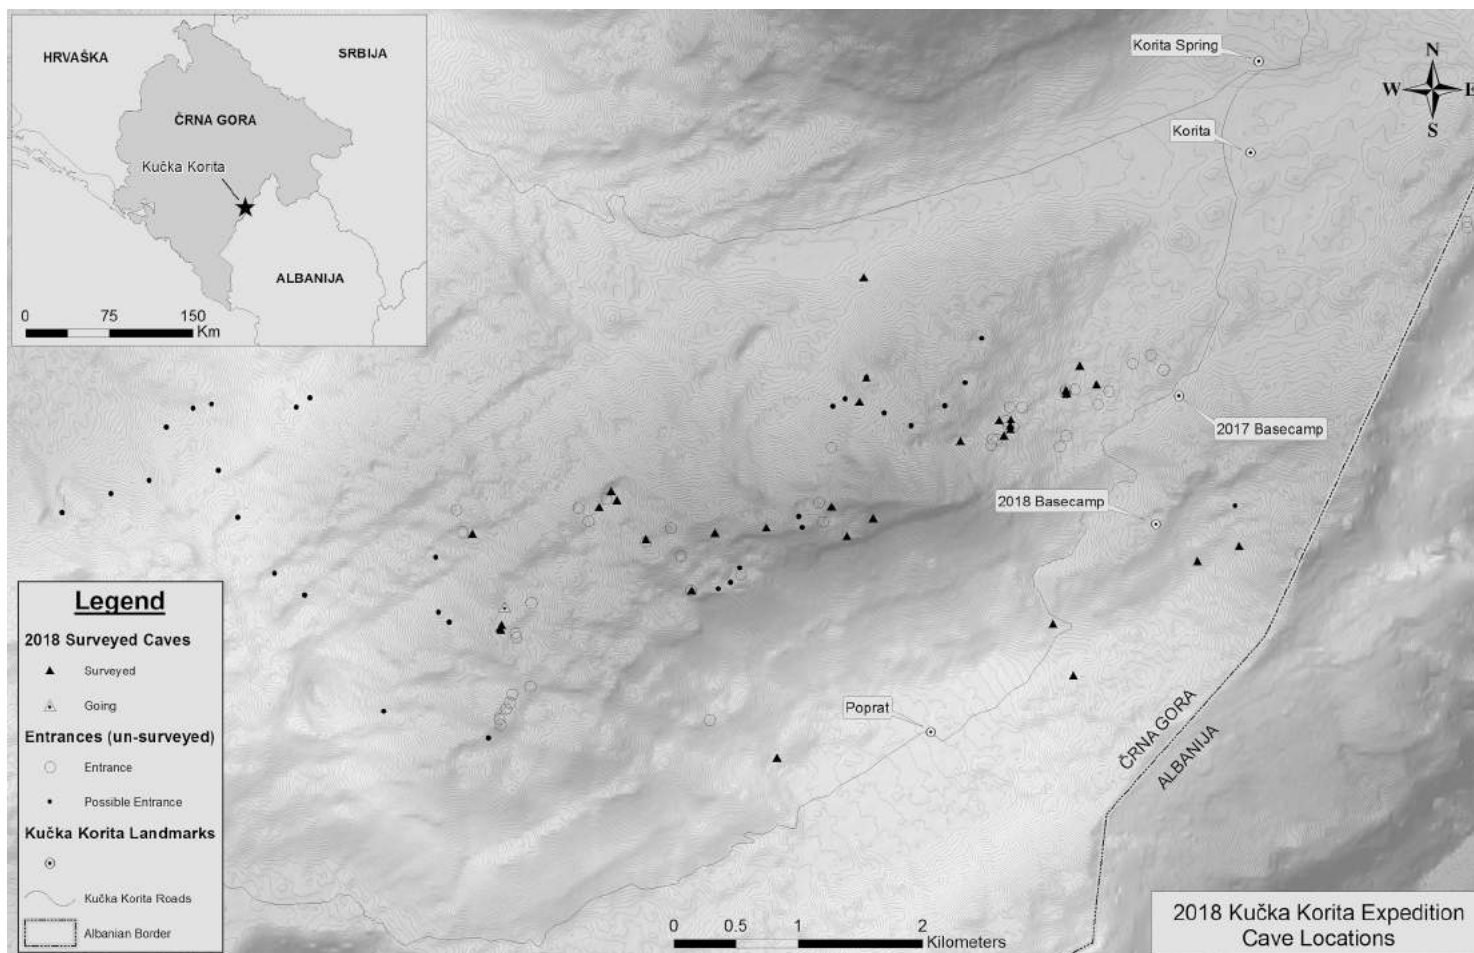 HRVAŠKA
SRBIJA
ČRNA GORA
Kučka Korita
ALBANIJA
0 75 150
Km
Korita Spring
N
W E
S
Korita
2017 Basecamp
2018 Basecamp
Poprat
ČRNA GORA
ALBANIJA
Legend
2018 Surveyed Caves
Surveyed
Going
Entrances (un-surveyed)
Entrance
Possible Entrance
Kučka Korita Landmarks
Kučka Korita Roads
Albanian Border
0 0.5 1 2
Kilometers
2018 Kučka Korita Expedition
Cave Locations